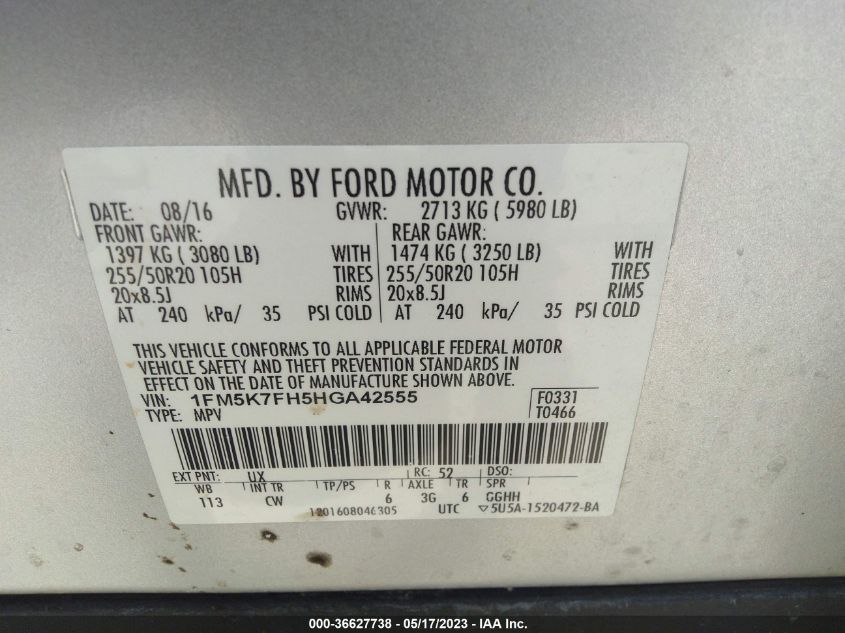 MFD. BY FORD MOTOR CO.
DATE: 08/16 GVWR: 2713 KG ( 5980 LB)
FRONT GAWR: REAR GAWR:
1397 KG ( 3080 LB) WITH 1474 KG ( 3250 LB) WITH
255/50R20 105H TIRES 255/50R20 105H TIRES
20x8.5J RIMS 20x8.5J RIMS
AT 240 kPa/ 35 PSI COLD AT 240 kPa/ 35 PSI COLD
THIS VEHICLE CONFORMS TO ALL APPLICABLE FEDERAL MOTOR
VEHICLE SAFETY AND THEFT PREVENTION STANDARDS IN
EFFECT ON THE DATE OF MANUFACTURE SHOWN ABOVE.
VIN: 1FM5K7FH5HGA42555 F0331
TYPE: MPV T0466
EXT PNT: UX RC: 52 DSO:
WB INT TR TP/PS R AXLE TR SPR
113 CW 6 3G 6 GGHH
1201608046305 UTC ▽5U5A-1520472-BA
000-36627738 - 05/17/2023 - IAA Inc.